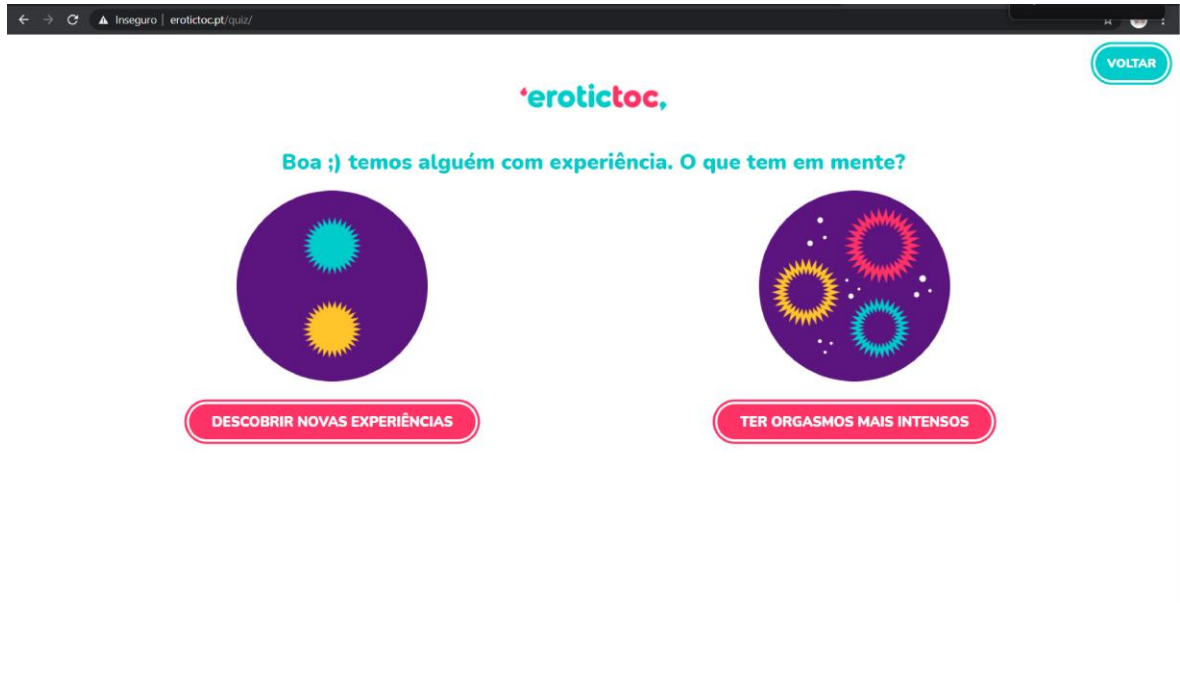 Inseguro | erotictoc.pt/quiz/
VOLTAR
'erotictoc,
Boa ;) temos alguém com experiência. O que tem em mente?
DESCOBRIR NOVAS EXPERIÊNCIAS
TER ORGASMOS MAIS INTENSOS